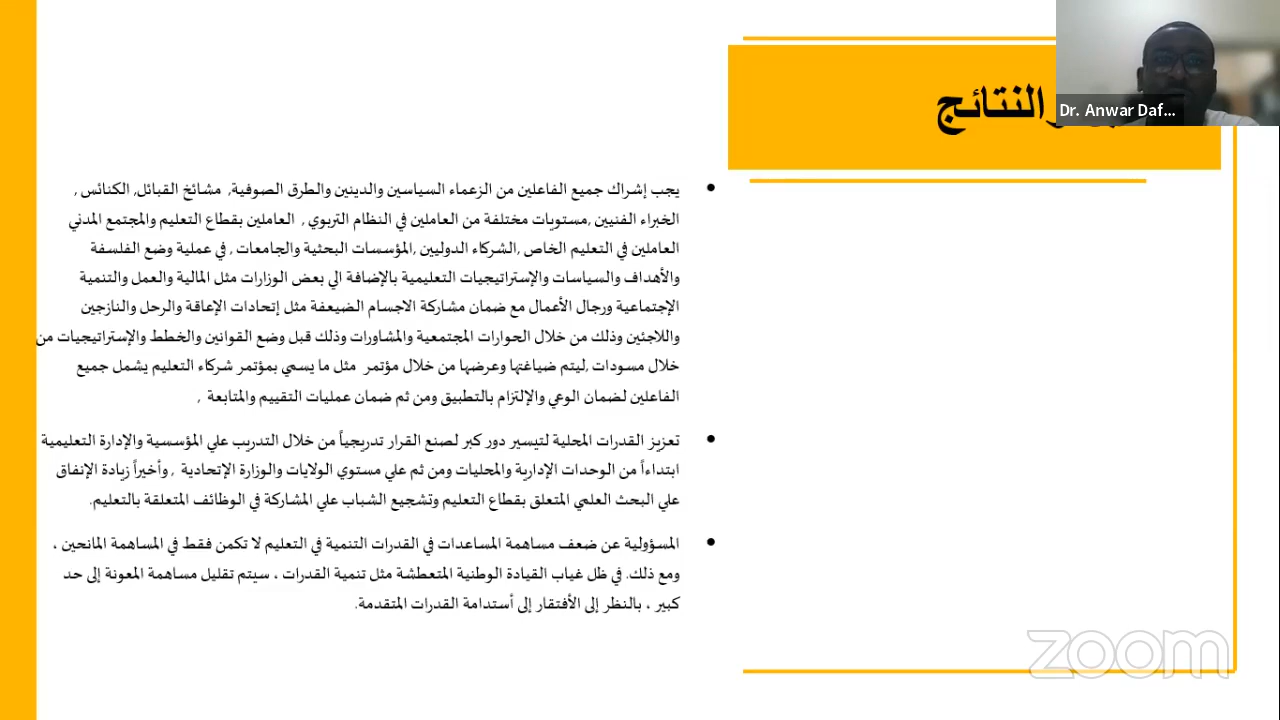 والنتائج
Dr. Anwar Daf...
يجب إشراك جميع الفاعلين من الزعماء السياسين والدينين والطرق الصوفية, مشائخ القبائل, الكنائس ,
الخبراء الفنيين ,مستويات مختلفة من العاملين في النظام التربوي , العاملين بقطاع التعليم والمجتمع المدني
العاملين في التعليم الخاص ,الشركاء الدوليين ,المؤسسات البحثية والجامعات , في عملية وضع الفلسفة
والأهداف والسياسات والإستراتيجيات التعليمية بالإضافة الي بعض الوزارات مثل المالية والعمل والتنمية
الإجتماعية ورجال الأعمال مع ضمان مشاركة الاجسام الضيعفة مثل إتحادات الإعاقة والرحل والنازجين
واللاجئين وذلك من خلال الحوارات المجتمعية والمشاورات وذلك قبل وضع القوانين والخطط والإستراتيجيات من
خلال مسودات ,ليتم ضياغتها وعرضها من خلال مؤتمر مثل ما يسمي بمؤتمر شركاء التعليم يشمل جميع
الفاعلين لضمان الوعي والإلتزام بالتطبيق ومن ثم ضمان عمليات التقييم والمتابعة ,
تعزيز القدرات المحلية لتيسير دور كبر لصنع القرار تدريجياً من خلال التدريب علي المؤسسية والإدارة التعليمية
ابتداءاً من الوحدات الإدارية والمحليات ومن ثم علي مستوي الولايات والوزارة الإتحادية , وأخيراً زيادة الإنفاق
علي البحث العلمي المتعلق بقطاع التعليم وتشجيع الشباب علي المشاركة في الوظائف المتعلقة بالتعليم.
المسؤولية عن ضعف مساهمة المساعدات في القدرات التنمية في التعليم لا تكمن فقط في المساهمة المانحين ،
ومع ذلك. في ظل غياب القيادة الوطنية المتعطشة مثل تنمية القدرات ، سيتم تقليل مساهمة المعونة إلى حد
كبير ، بالنظر إلى الأفتقار إلى أستدامة القدرات المتقدمة.
zoom